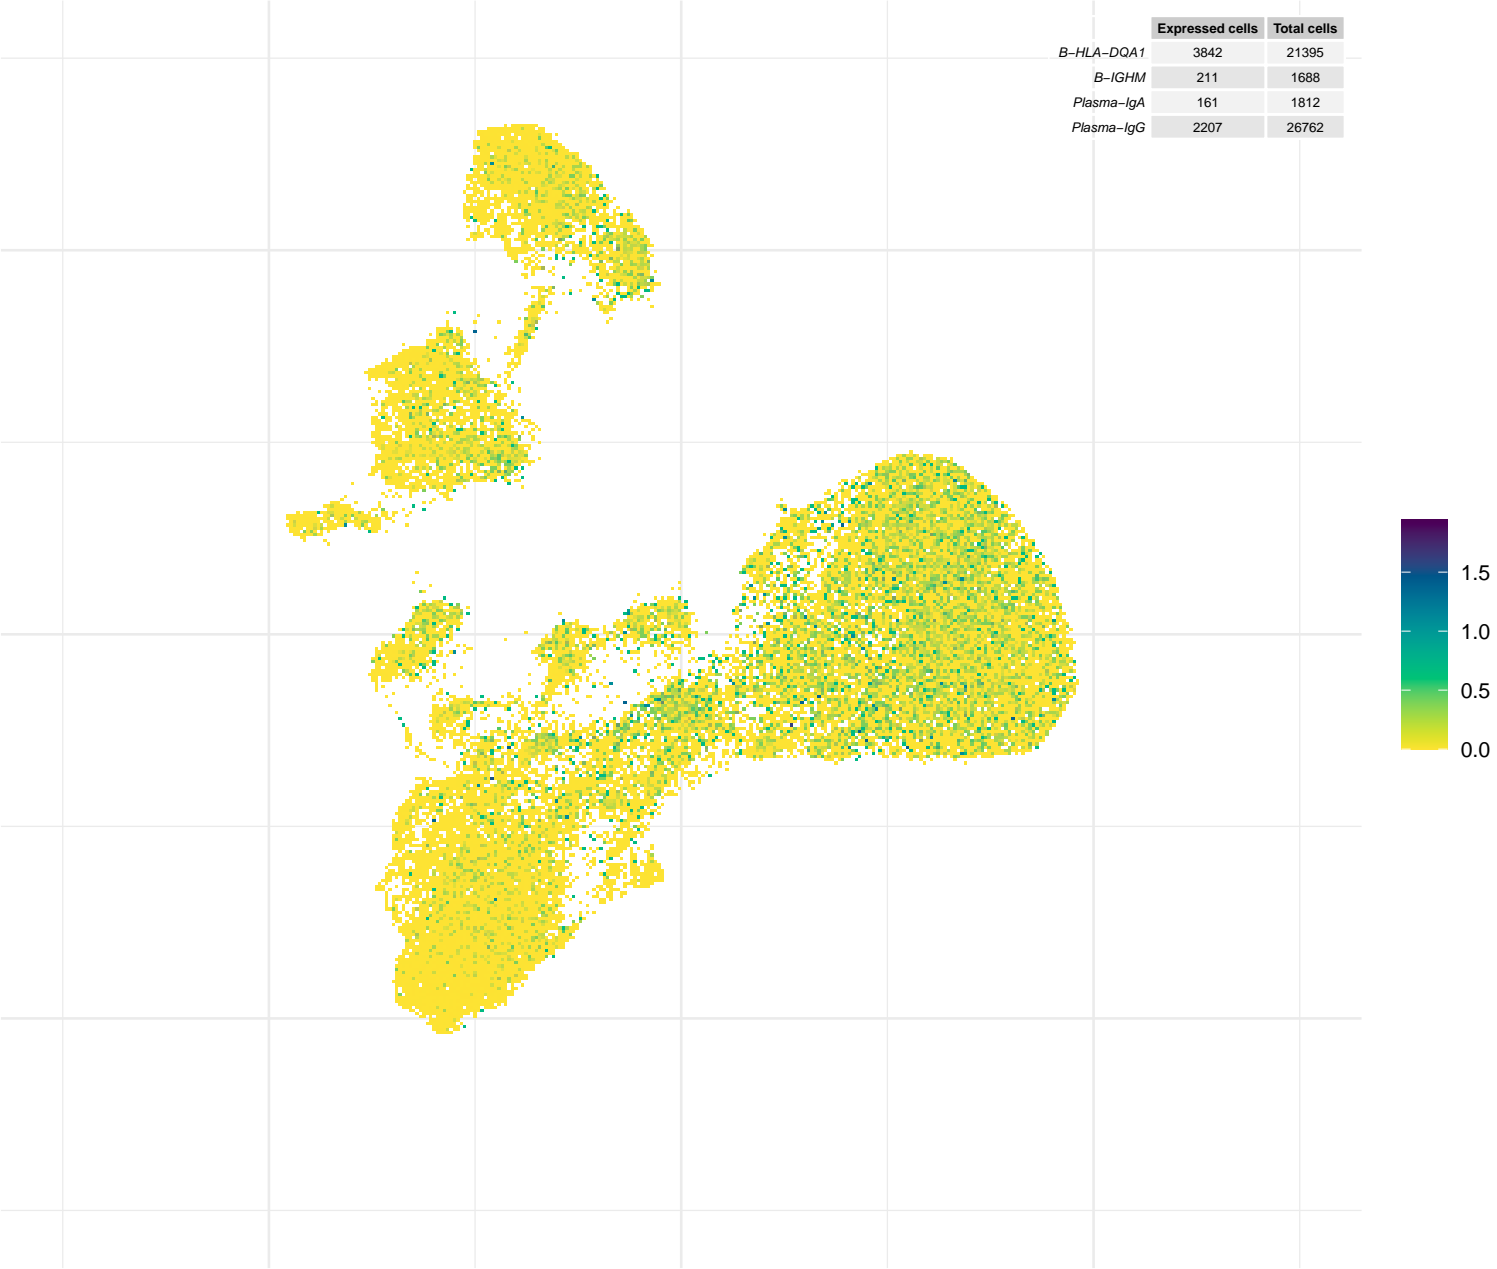 Expressed cells Total cells
B−HLA−DQA1 3842 21395
B−IGHM 211 1688
Plasma−IgA 161 1812
Plasma−IgG 2207 26762
1.5
1.0
0.5
0.0